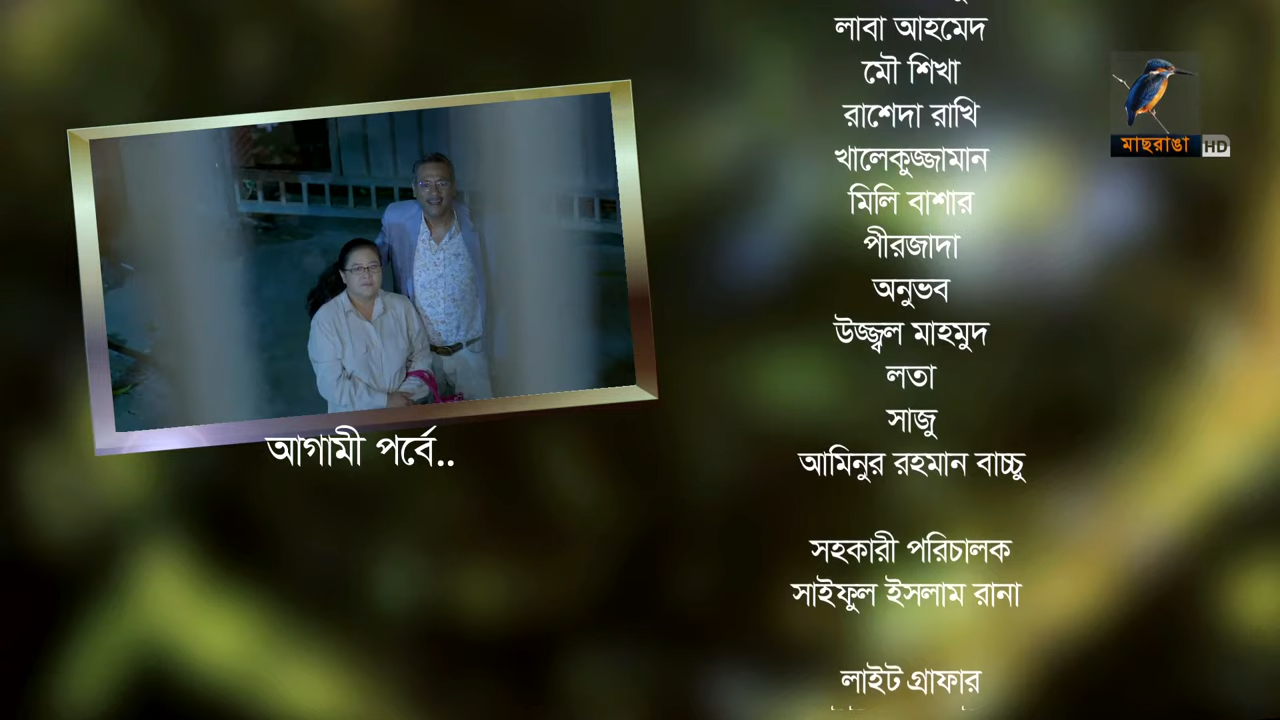 লাবা আহমেদ
মৌ শিখা
রাশেদা রাখি
খালেকুজ্জামান
মিলি বাশার
পীরজাদা
অনুভব
উজ্জ্বল মাহমুদ
লতা
সাজু
আমিনুর রহমান বাচ্চু
সহকারী পরিচালক
সাইফুল ইসলাম রানা
লাইট গ্রাফার
আগামী পর্বে..
মাছরাঙা HD